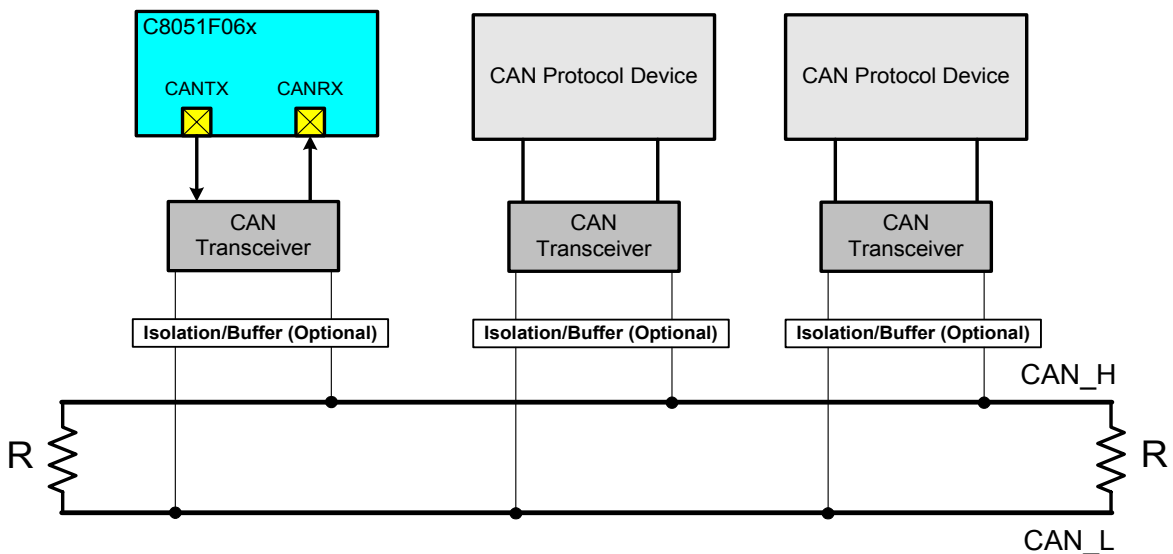 C8051F06x
CANTX
CANRX
CAN Protocol Device
CAN Protocol Device
CAN
Transceiver
CAN
Transceiver
CAN
Transceiver
Isolation/Buffer (Optional)
Isolation/Buffer (Optional)
Isolation/Buffer (Optional)
CAN_H
R
R
CAN_L